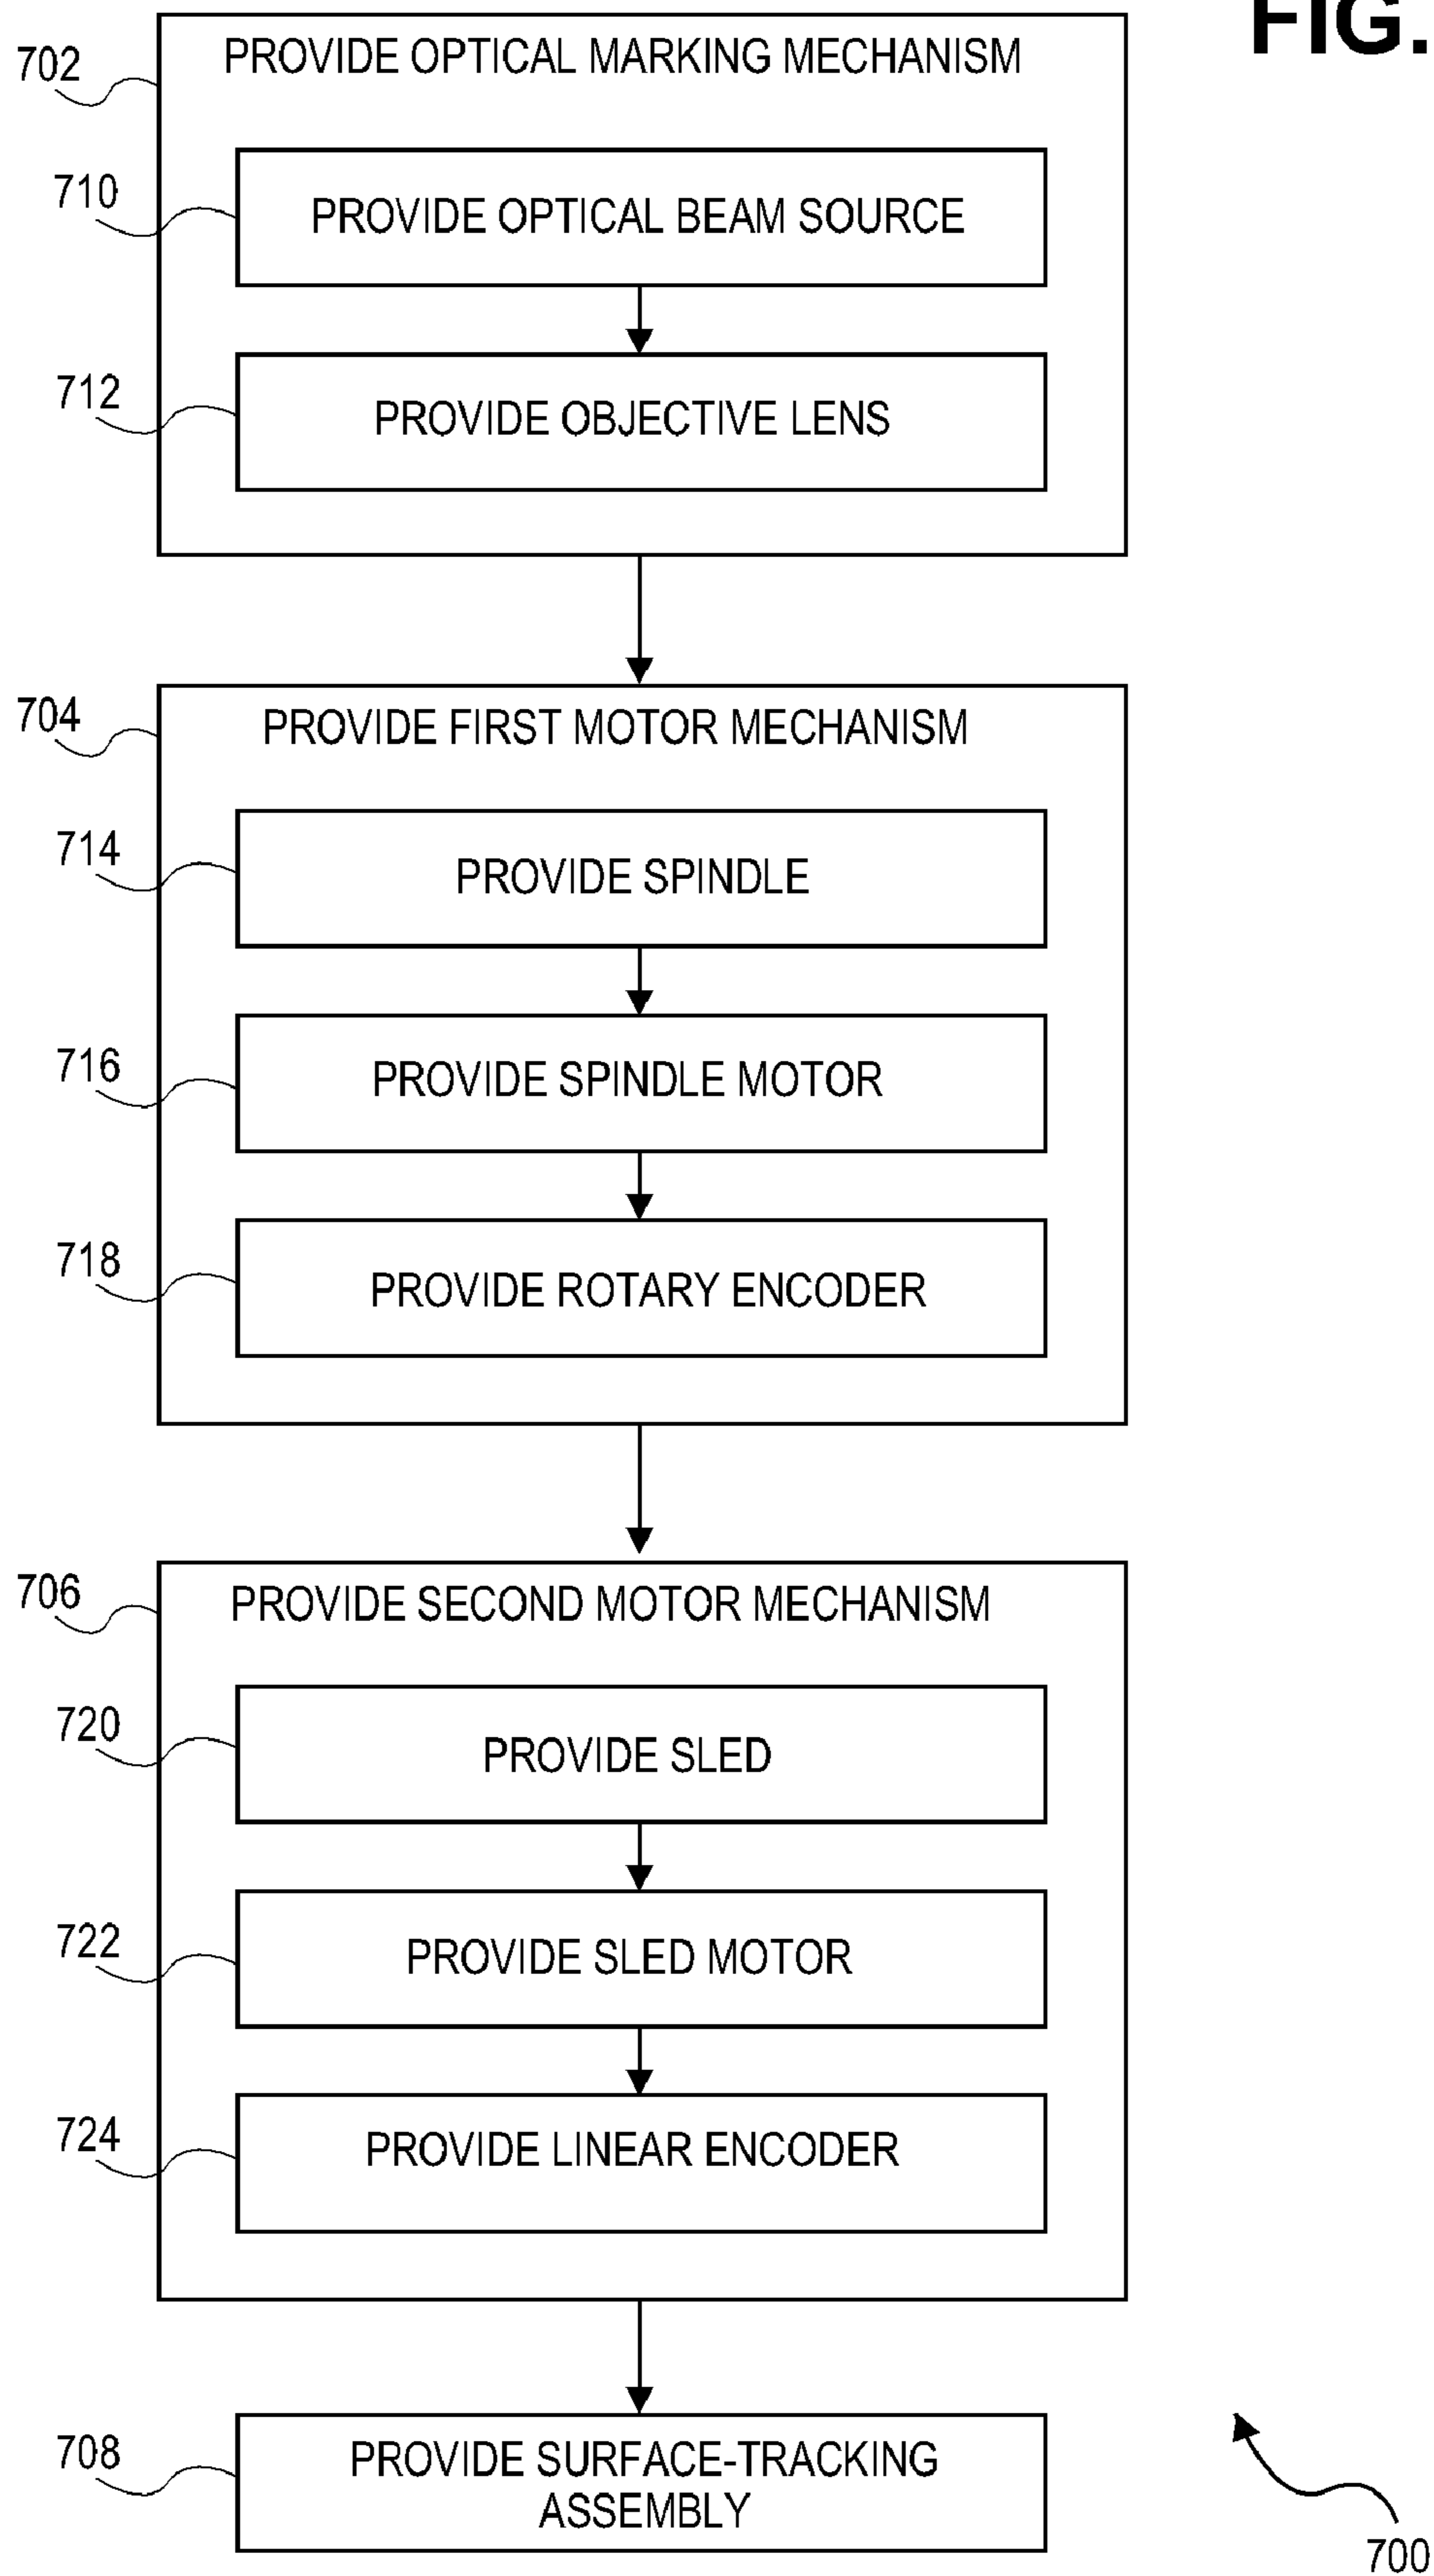 FIG.
702
PROVIDE OPTICAL MARKING MECHANISM
710
PROVIDE OPTICAL BEAM SOURCE
712
PROVIDE OBJECTIVE LENS
704
PROVIDE FIRST MOTOR MECHANISM
714
PROVIDE SPINDLE
716
PROVIDE SPINDLE MOTOR
718
PROVIDE ROTARY ENCODER
706
PROVIDE SECOND MOTOR MECHANISM
720
PROVIDE SLED
722
PROVIDE SLED MOTOR
724
PROVIDE LINEAR ENCODER
708
PROVIDE SURFACE-TRACKING
ASSEMBLY
700